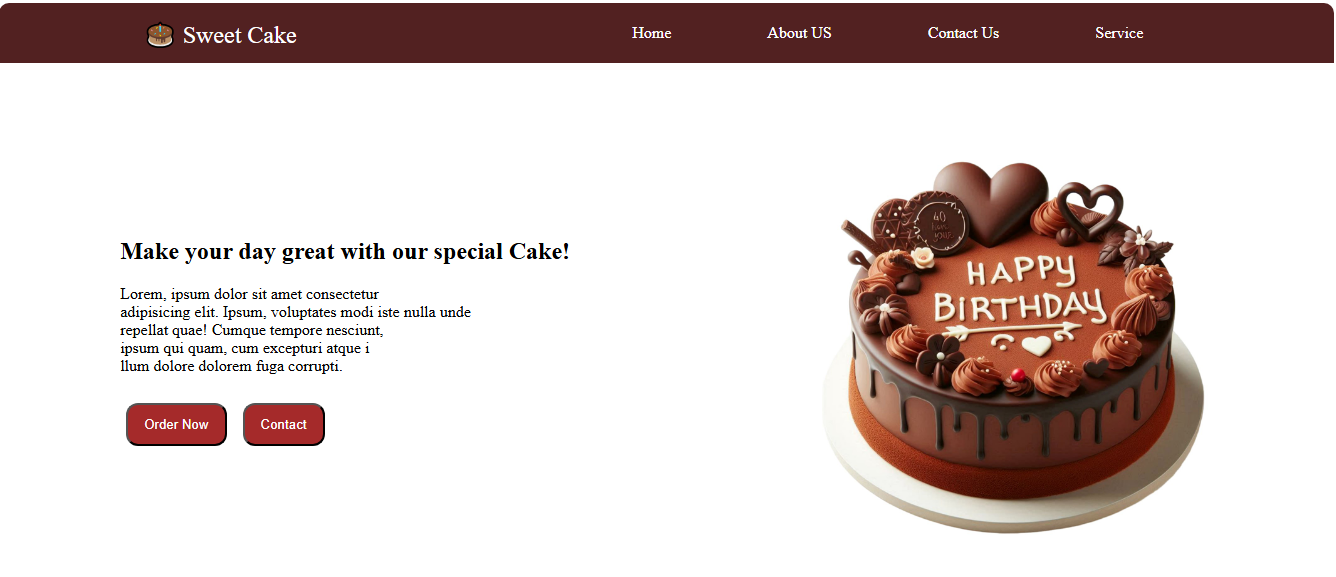 Sweet Cake
Home
About US
Contact Us
Service
Make your day great with our special Cake!
Lorem, ipsum dolor sit amet consectetur
adipisicing elit. Ipsum, voluptates modi iste nulla unde
repellat quae! Cumque tempore nesciunt,
ipsum qui quam, cum excepturi atque i
llum dolore dolorem fuga corrupti.
Order Now
Contact
40
HAPPY
BIRTHDAY